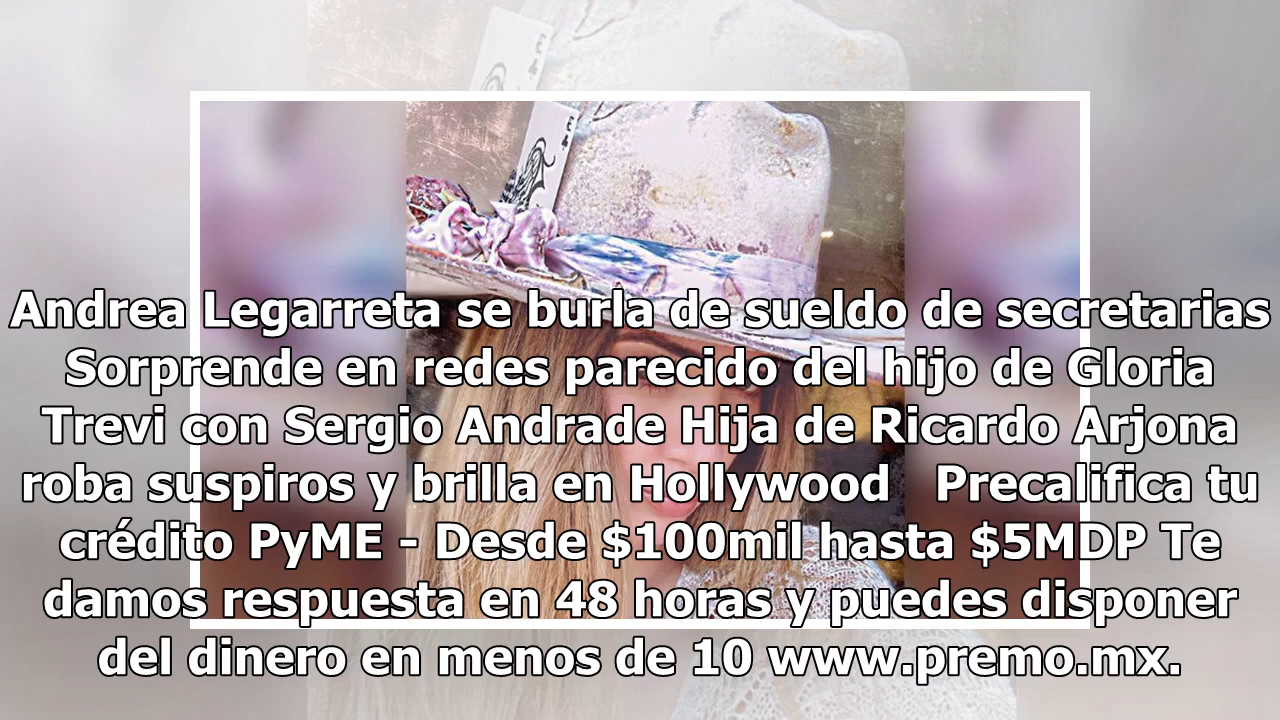 Andrea Legarreta se burla de sueldo de secretarias
Sorprende en redes parecido del hijo de Gloria
Trevi con Sergio Andrade Hija de Ricardo Arjona
roba suspiros y brilla en Hollywood   Precalifica tu
crédito PyME - Desde $100mil hasta $5MDP Te
damos respuesta en 48 horas y puedes disponer
del dinero en menos de 10 www.premo.mx.